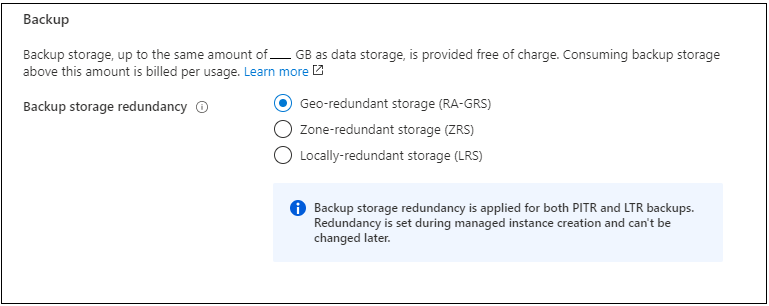 Backup
Backup storage, up to the same amount of ___ GB as data storage, is provided free of charge. Consuming backup storage
above this amount is billed per usage. Learn more
Backup storage redundancy
Geo-redundant storage (RA-GRS)
Zone-redundant storage (ZRS)
Locally-redundant storage (LRS)
Backup storage redundancy is applied for both PITR and LTR backups.
Redundancy is set during managed instance creation and can't be
changed later.